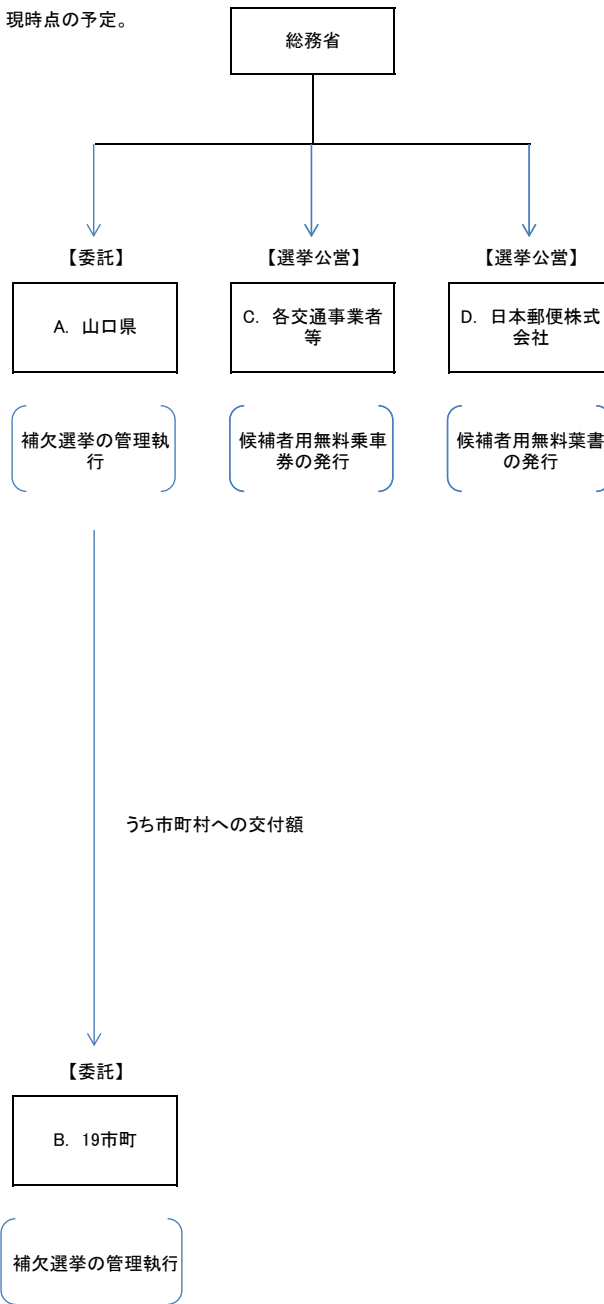 現時点の予定。
総務省
【委託】
【選挙公営】
【選挙公営】
A. 山口県
C. 各交通事業者
等
D. 日本郵便株式
会社
補欠選挙の管理執
行
候補者用無料乗車
券の発行
候補者用無料葉書
の発行
うち市町村への交付額
【委託】
B. 19市町
補欠選挙の管理執行